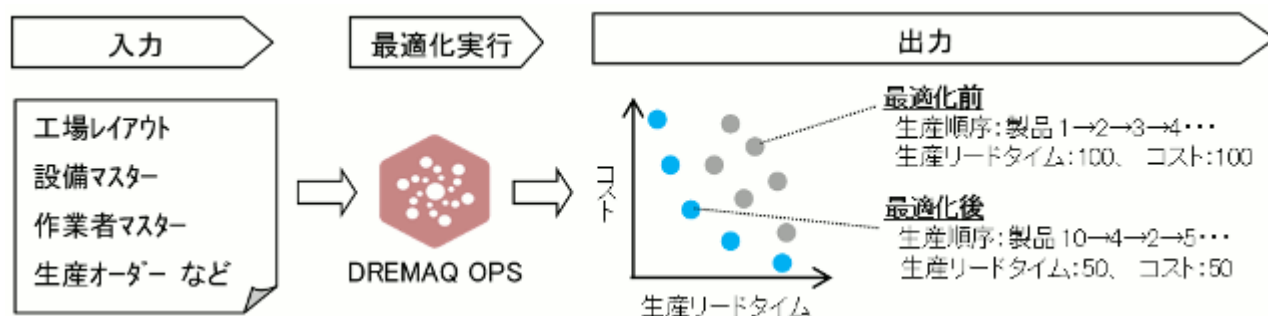 入力
最適化実行
出力
工場レイアウト
設備マスター
作業者マスター
生産オーダー など
DREMAQ OPS
コスト
生産リードタイム
最適化前
生産順序:製品 1→2→3→4・・・
生産リードタイム:100、 コスト:100
最適化後
生産順序:製品 10→4→2→5・・・
生産リードタイム:50、 コスト:50